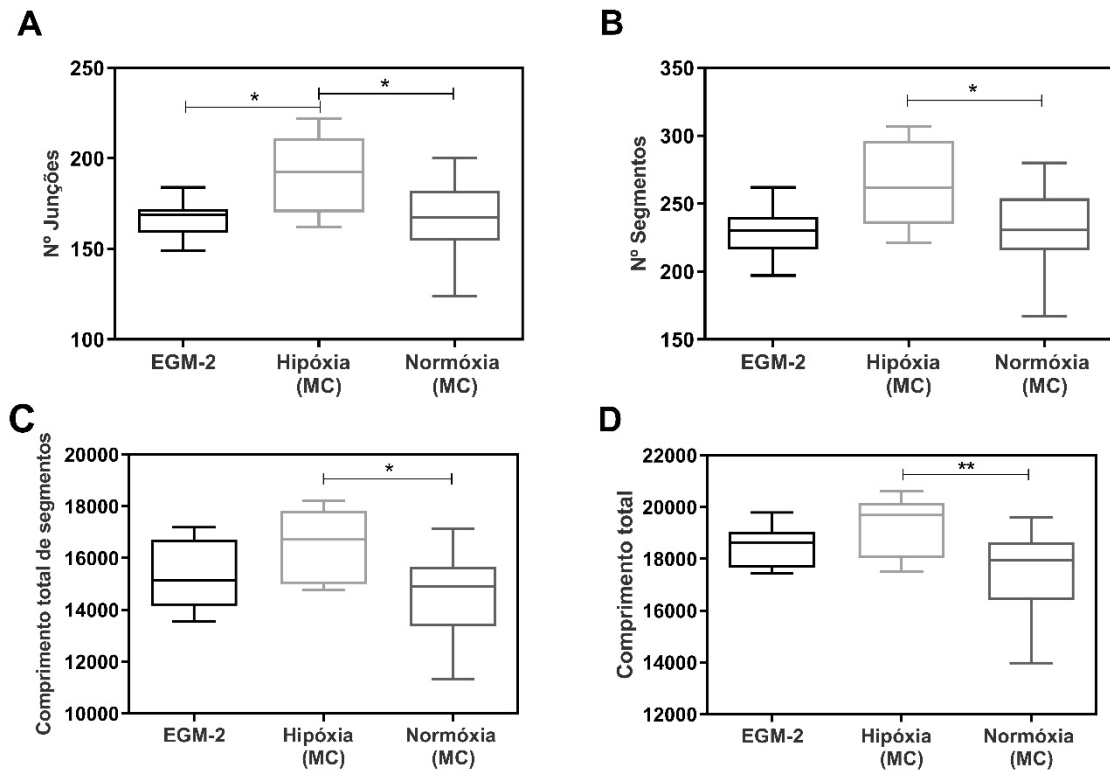 A
Nº Junções
250
200
150
100
*
*
EGM-2
Hipóxia
(MC)
Normóxia
(MC)
B
Nº Segmentos
350
300
250
200
150
*
EGM-2
Hipóxia
(MC)
Normóxia
(MC)
C
Comprimento total de segmentos
20000
18000
16000
14000
12000
10000
*
EGM-2
Hipóxia
(MC)
Normóxia
(MC)
D
Comprimento total
22000
20000
18000
16000
14000
12000
**
EGM-2
Hipóxia
(MC)
Normóxia
(MC)